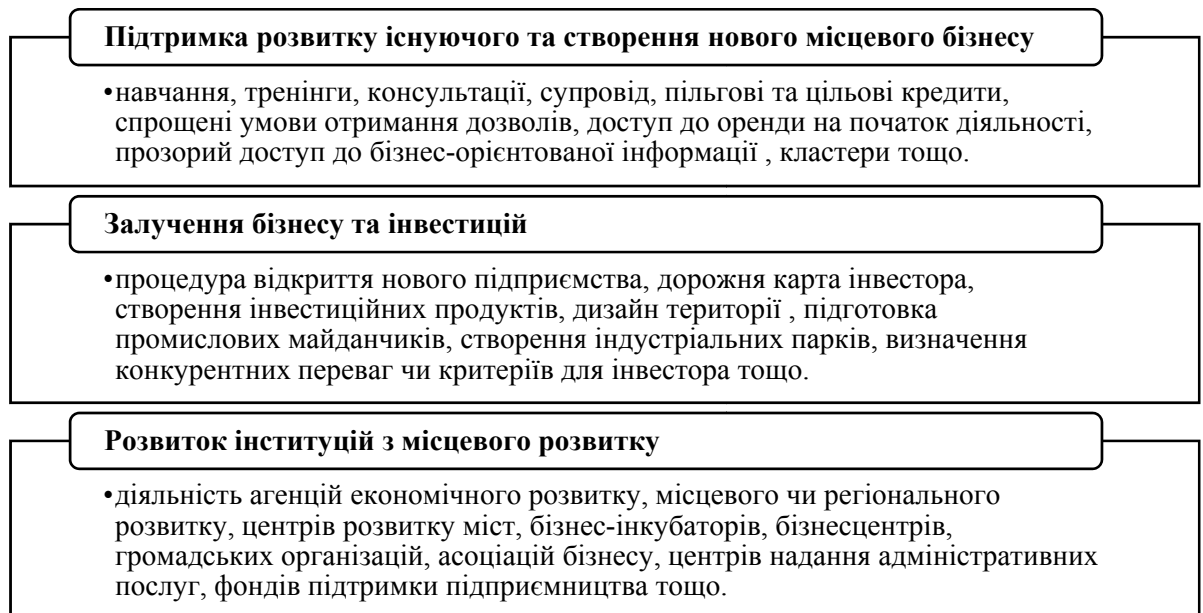 Підтримка розвитку існуючого та створення нового місцевого бізнесу
•навчання, тренінги, консультації, супровід, пільгові та цільові кредити,
спрощені умови отримання дозволів, доступ до оренди на початок діяльності,
прозорий доступ до бізнес-орієнтованої інформації , кластери тощо.
Залучення бізнесу та інвестицій
•процедура відкриття нового підприємства, дорожня карта інвестора,
створення інвестиційних продуктів, дизайн території , підготовка
промислових майданчиків, створення індустріальних парків, визначення
конкурентних переваг чи критеріїв для інвестора тощо.
Розвиток інституцій з місцевого розвитку
•діяльність агенцій економічного розвитку, місцевого чи регіонального
розвитку, центрів розвитку міст, бізнес-інкубаторів, бізнесцентрів,
громадських організацій, асоціацій бізнесу, центрів надання адміністративних
послуг, фондів підтримки підприємництва тощо.